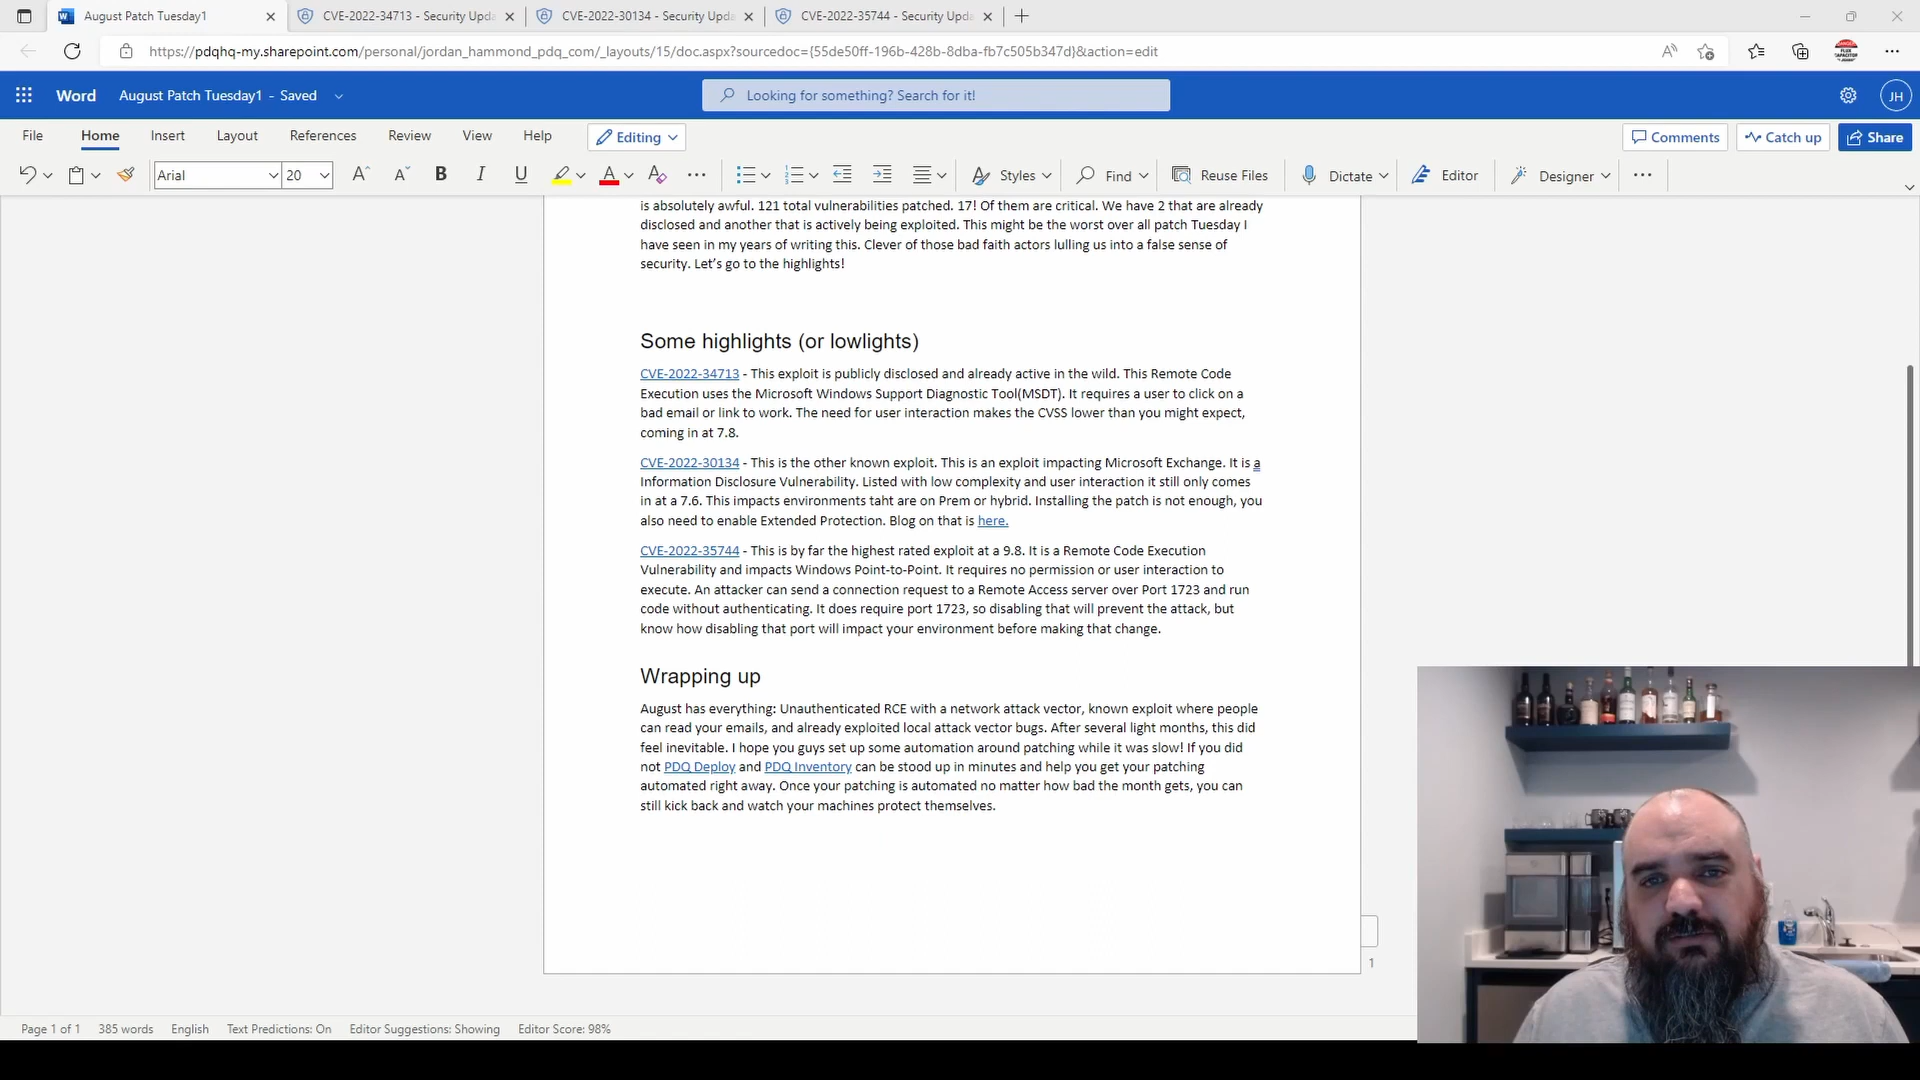 August Patch Tuesday1
CVE-2022-34713 - Security Upda
CVE-2022-30134 - Security Upda
CVE-2022-35744 - Security Upda
https://pdqhq-my.sharepoint.com/personal/jordan_hammond_pdq_com/_layouts/15/doc.aspx?sourcedoc={55de50ff-196b-428b-8dba-fb7c505b347d}&action=edit
Word August Patch Tuesday1 - Saved
Looking for something? Search for it!
JH
File Home Insert Layout References Review View Help Editing
Comments Catch up Share
Arial 20 B I U A Styles Find Reuse Files Dictate Editor Designer
is absolutely awful. 121 total vulnerabilities patched. 17! Of them are critical. We have 2 that are already
disclosed and another that is actively being exploited. This might be the worst over all patch Tuesday I
have seen in my years of writing this. Clever of those bad faith actors lulling us into a false sense of
security. Let's go to the highlights!
Some highlights (or lowlights)
CVE-2022-34713 - This exploit is publicly disclosed and already active in the wild. This Remote Code
Execution uses the Microsoft Windows Support Diagnostic Tool(MSDT). It requires a user to click on a
bad email or link to work. The need for user interaction makes the CVSS lower than you might expect,
coming in at 7.8.
CVE-2022-30134 - This is the other known exploit. This is an exploit impacting Microsoft Exchange. It is a
Information Disclosure Vulnerability. Listed with low complexity and user interaction it still only comes
in at a 7.6. This impacts environments taht are on Prem or hybrid. Installing the patch is not enough, you
also need to enable Extended Protection. Blog on that is here.
CVE-2022-35744 - This is by far the highest rated exploit at a 9.8. It is a Remote Code Execution
Vulnerability and impacts Windows Point-to-Point. It requires no permission or user interaction to
execute. An attacker can send a connection request to a Remote Access server over Port 1723 and run
code without authenticating. It does require port 1723, so disabling that will prevent the attack, but
know how disabling that port will impact your environment before making that change.
Wrapping up
August has everything: Unauthenticated RCE with a network attack vector, known exploit where people
can read your emails, and already exploited local attack vector bugs. After several light months, this did
feel inevitable. I hope you guys set up some automation around patching while it was slow! If you did
not PDQ Deploy and PDQ Inventory can be stood up in minutes and help you get your patching
automated right away. Once your patching is automated no matter how bad the month gets, you can
still kick back and watch your machines protect themselves.
1
Page 1 of 1 385 words English Text Predictions: On Editor Suggestions: Showing Editor Score: 98%